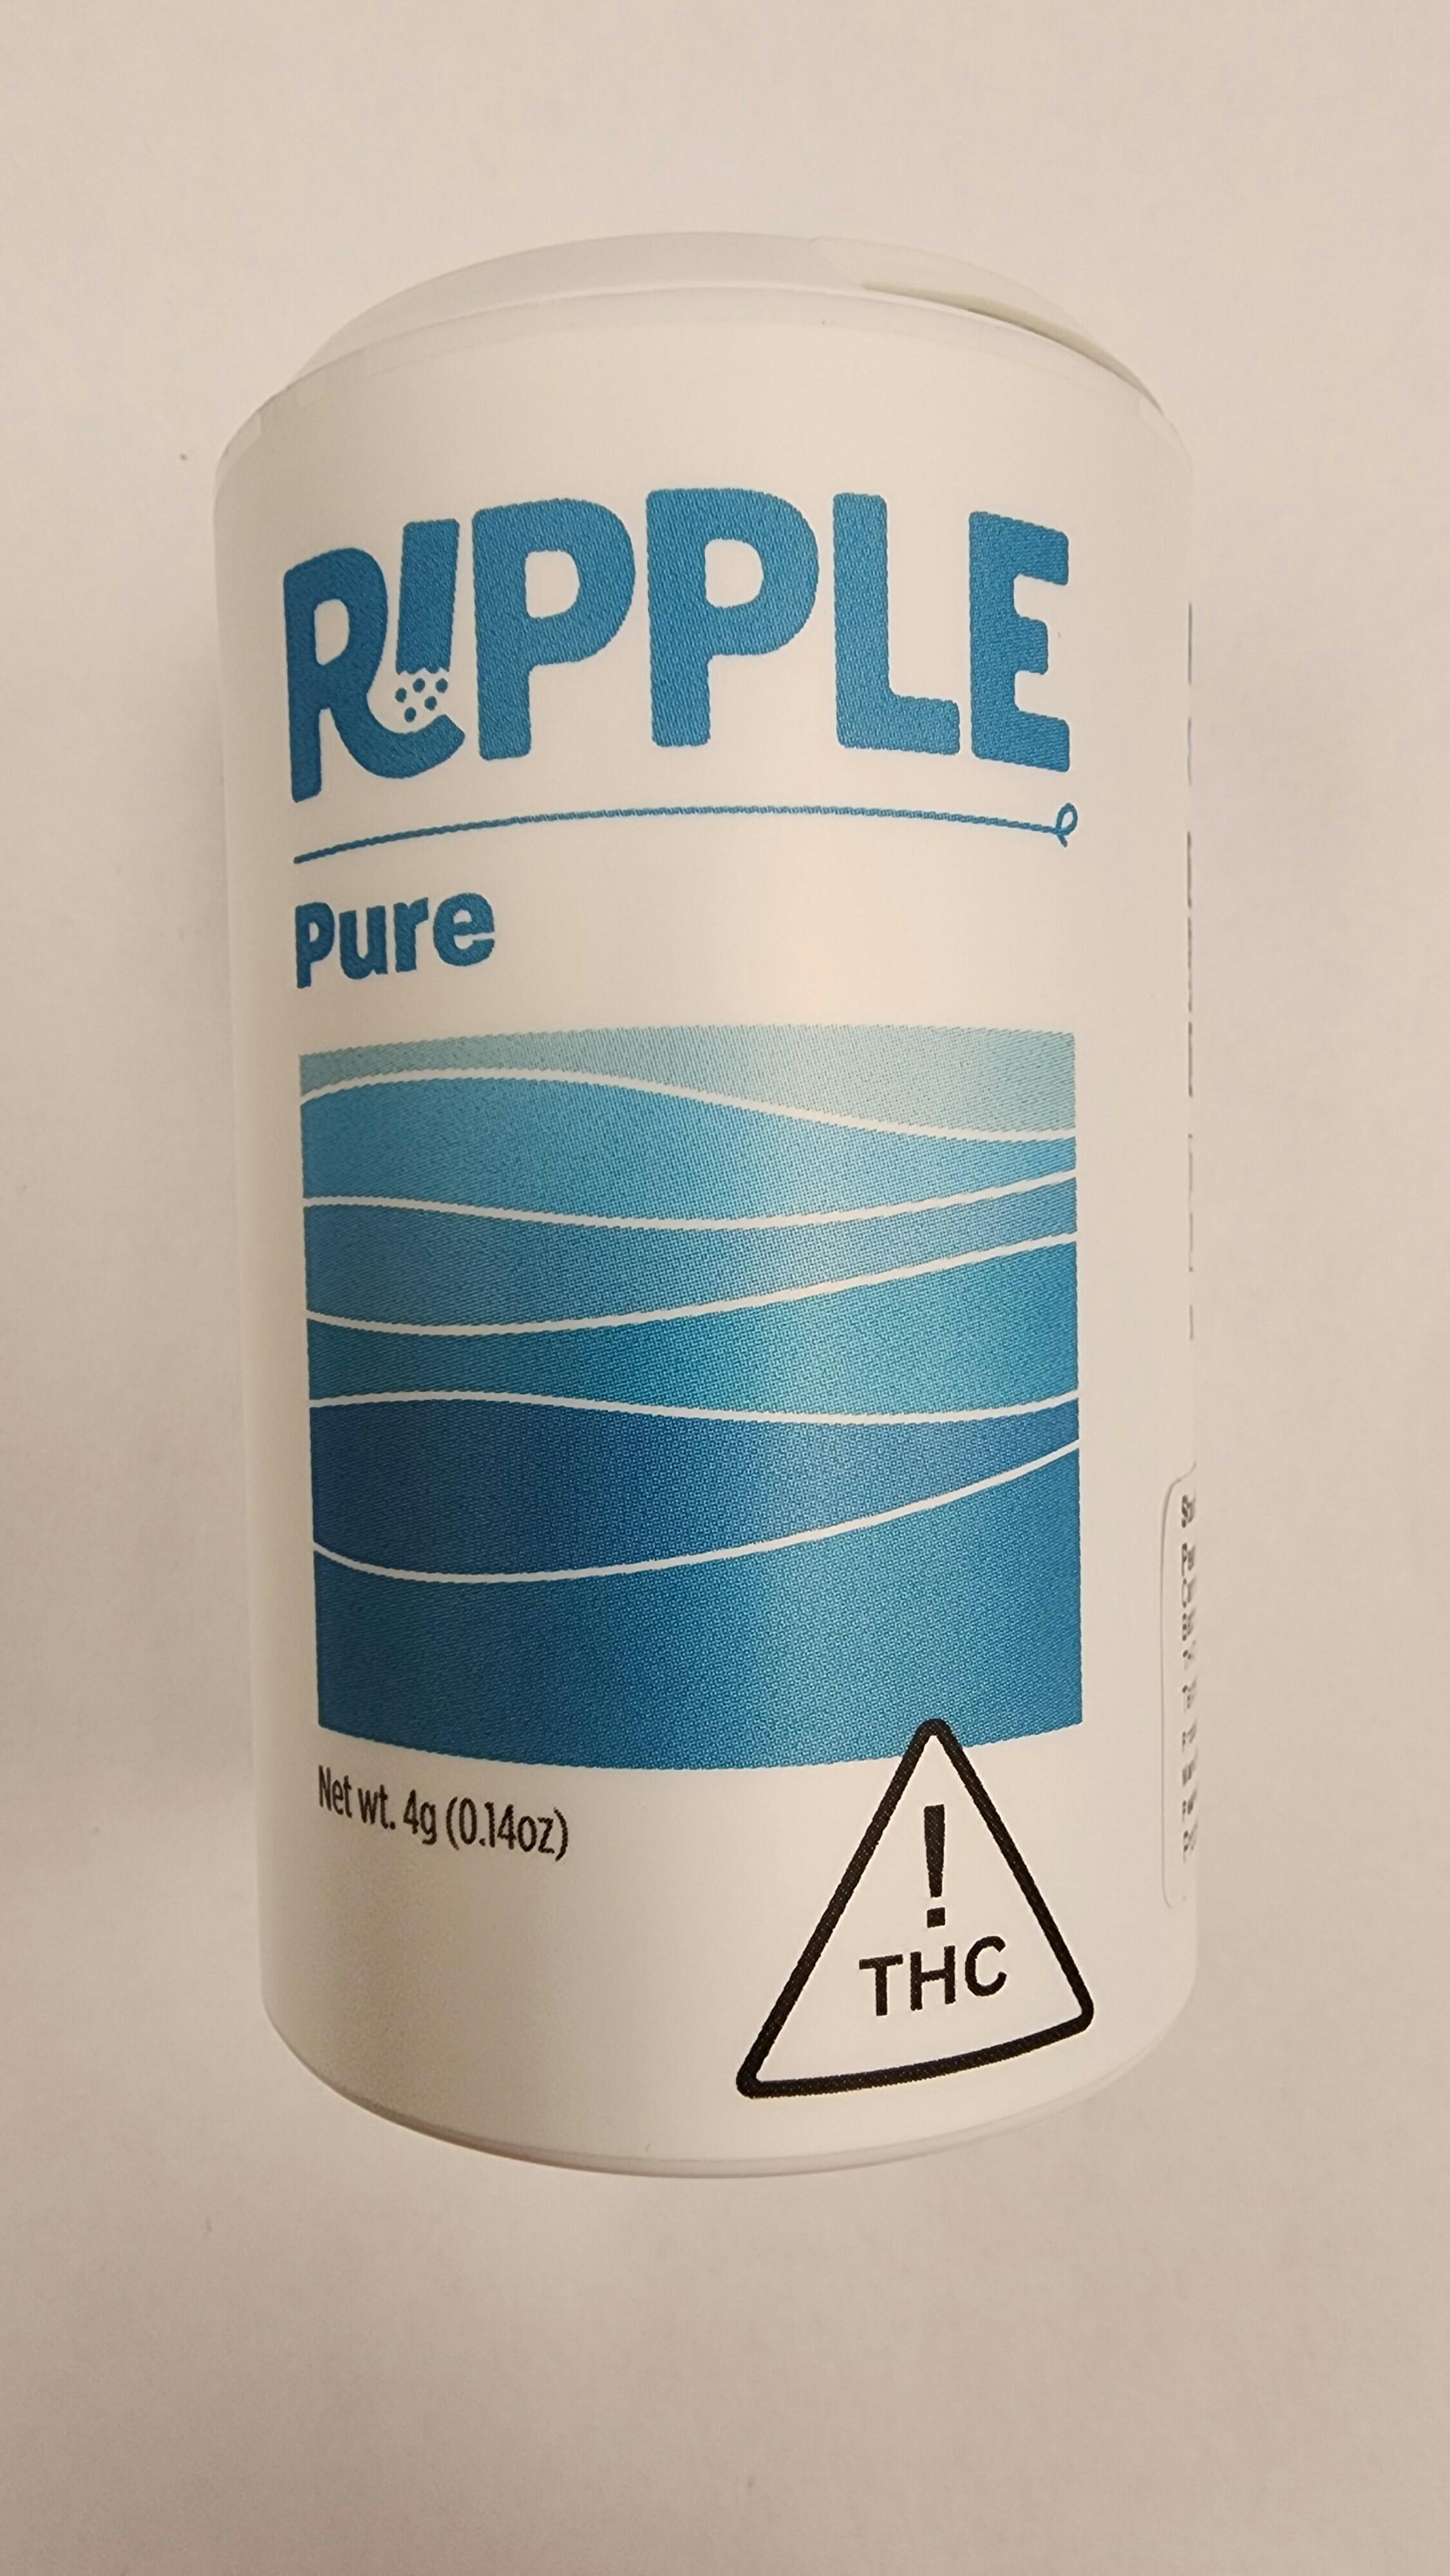 RIPPLE
Pure
Net wt. 4g (0.14oz)
!
THC